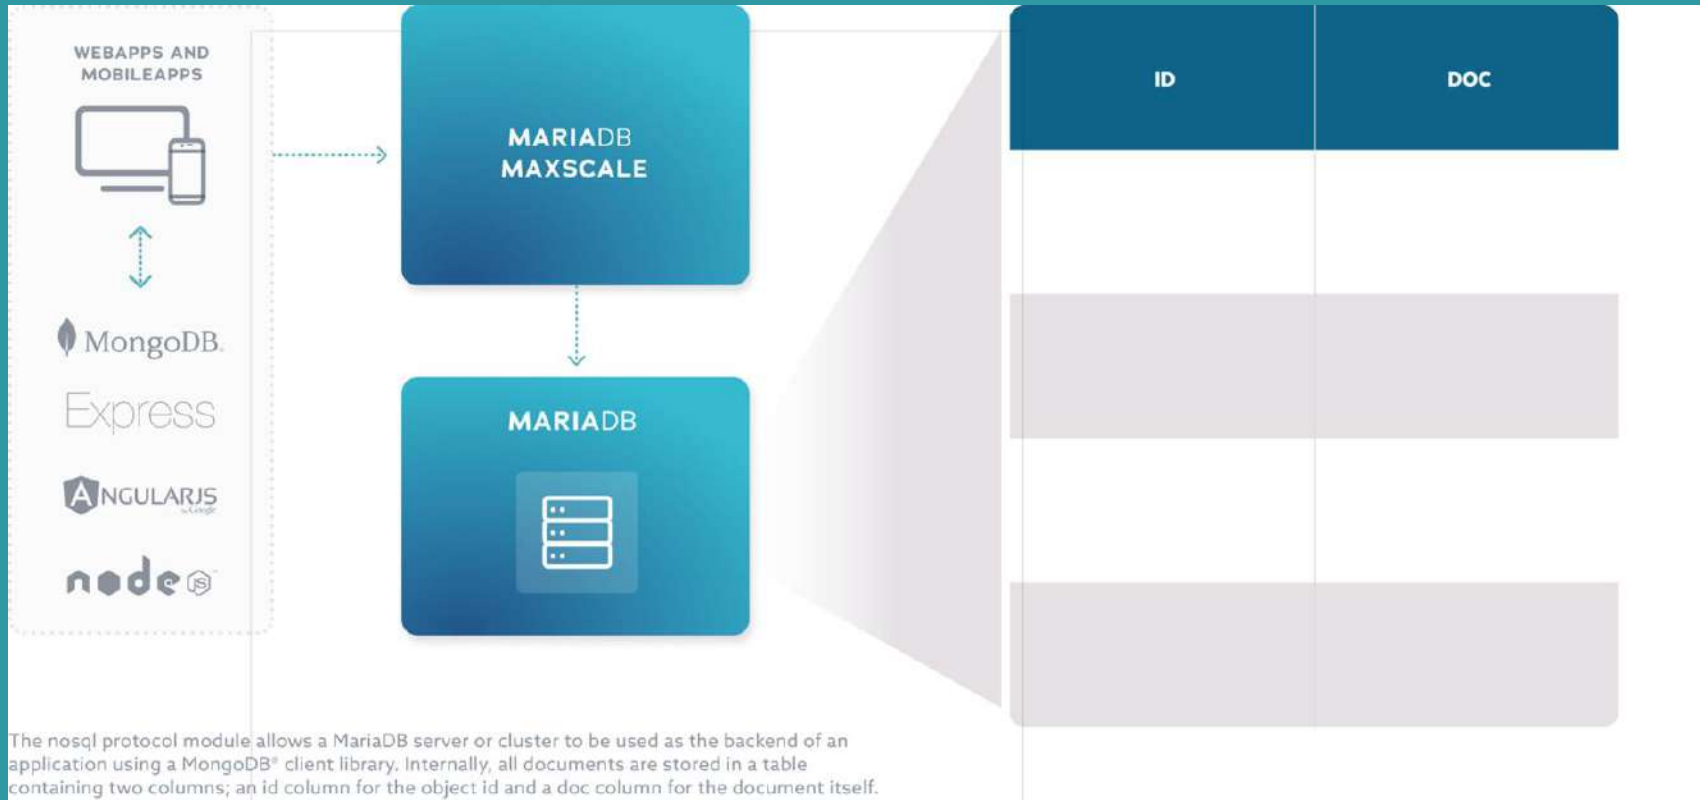 WEBAPPS AND
MOBILEAPPS
MongoDB.
Express
ANGULARJS
by Google
node JS
MARIADB
MAXSCALE
MARIADB
ID
DOC
The nosql protocol module allows a MariaDB server or cluster to be used as the backend of an
application using a MongoDB® client library. Internally, all documents are stored in a table
containing two columns; an id column for the object id and a doc column for the document itself.